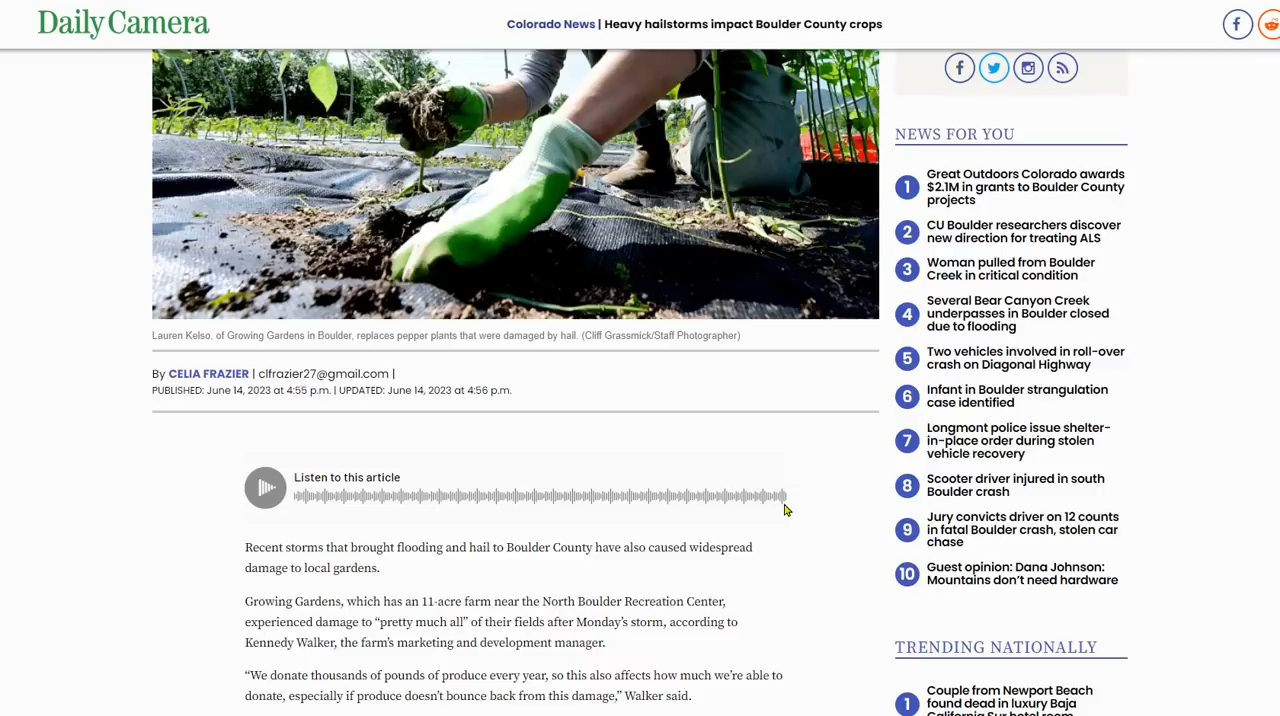 Daily Camera
Colorado News | Heavy hailstorms impact Boulder County crops
Lauren Kelso, of Growing Gardens in Boulder, replaces pepper plants that were damaged by hail. (Cliff Grassmick/Staff Photographer)
By CELIA FRAZIER | clfrazier27@gmail.com |
PUBLISHED: June 14, 2023 at 4:55 p.m. | UPDATED: June 14, 2023 at 4:56 p.m.
Listen to this article
Recent storms that brought flooding and hail to Boulder County have also caused widespread
damage to local gardens.
Growing Gardens, which has an 11-acre farm near the North Boulder Recreation Center,
experienced damage to “pretty much all” of their fields after Monday’s storm, according to
Kennedy Walker, the farm’s marketing and development manager.
“We donate thousands of pounds of produce every year, so this also affects how much we’re able to
donate, especially if produce doesn’t bounce back from this damage,” Walker said.
NEWS FOR YOU
1 Great Outdoors Colorado awards
$2.1M in grants to Boulder County
projects
2 CU Boulder researchers discover
new direction for treating ALS
3 Woman pulled from Boulder
Creek in critical condition
4 Several Bear Canyon Creek
underpasses in Boulder closed
due to flooding
5 Two vehicles involved in roll-over
crash on Diagonal Highway
6 Infant in Boulder strangulation
case identified
7 Longmont police issue shelter-
in-place order during stolen
vehicle recovery
8 Scooter driver injured in south
Boulder crash
9 Jury convicts driver on 12 counts
in fatal Boulder crash, stolen car
chase
10 Guest opinion: Dana Johnson:
Mountains don’t need hardware
TRENDING NATIONALLY
1 Couple from Newport Beach
found dead in luxury Baja
California Sur hotel room